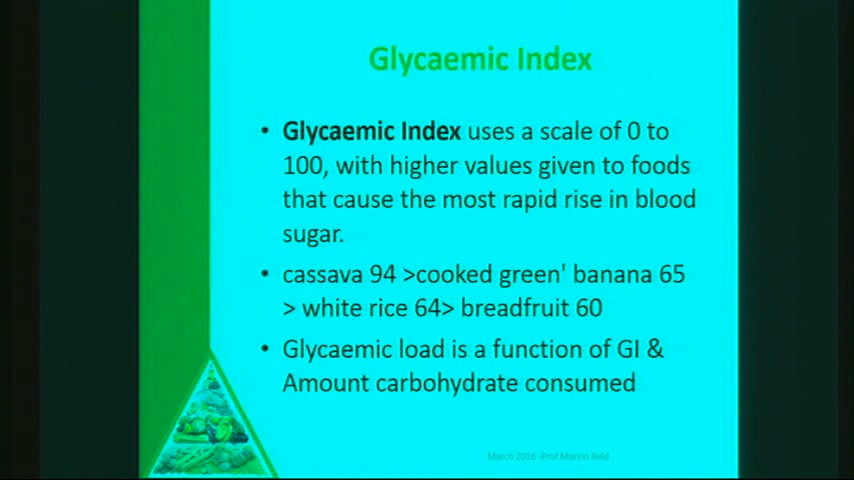 Glycaemic Index
• Glycaemic Index uses a scale of 0 to
100, with higher values given to foods
that cause the most rapid rise in blood
sugar.
• cassava 94 >cooked green' banana 65
> white rice 64> breadfruit 60
• Glycaemic load is a function of GI &
Amount carbohydrate consumed
March 2016 -Prof Marvin Reid